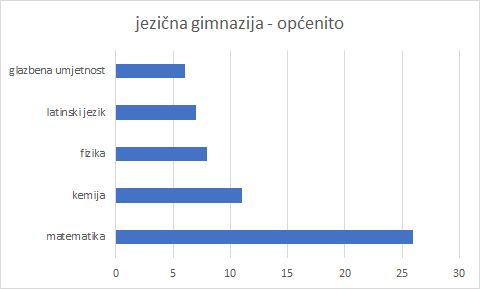 jezična gimnazija - općenito
glazbena umjetnost
latinski jezik
fizika
kemija
matematika
0 5 10 15 20 25 30